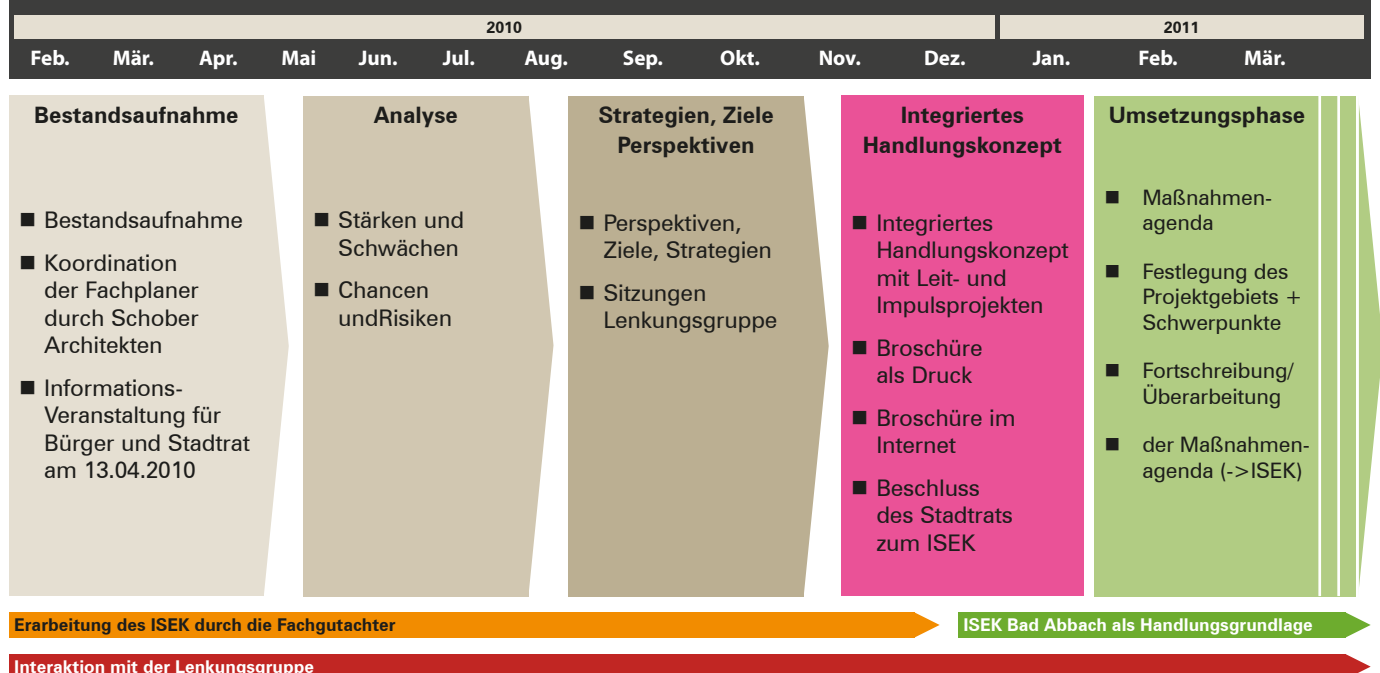 2010
2011
Feb. Mär. Apr. Mai Jun. Jul. Aug. Sep. Okt. Nov. Dez. Jan. Feb. Mär.
Bestandsaufnahme
■ Bestandsaufnahme
■ Koordination
der Fachplaner
durch Schober
Architekten
■ Informations-
Veranstaltung für
Bürger und Stadtrat
am 13.04.2010
Analyse
■ Stärken und
Schwächen
■ Chancen
undRisiken
Strategien, Ziele
Perspektiven
■ Perspektiven,
Ziele, Strategien
■ Sitzungen
Lenkungsgruppe
Integriertes
Handlungskonzept
■ Integriertes
Handlungskonzept
mit Leit- und
Impulsprojekten
■ Broschüre
als Druck
■ Broschüre im
Internet
■ Beschluss
des Stadtrats
zum ISEK
Umsetzungsphase
■ Maßnahmen-
agenda
■ Festlegung des
Projektgebiets +
Schwerpunkte
■ Fortschreibung/
Überarbeitung
■ der Maßnahmen-
agenda (->ISEK)
Erarbeitung des ISEK durch die Fachgutachter
ISEK Bad Abbach als Handlungsgrundlage
Interaktion mit der Lenkungsgruppe